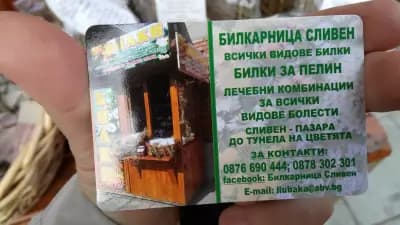 БИЛКАРНИЦА СЛИВЕН
ВСИЧКИ ВИДОВЕ БИЛКИ
БИЛКИ ЗА ПЕЛИН
ЛЕЧЕБНИ КОМБИНАЦИИ
ЗА ВСИЧКИ
ВИДОВЕ БОЛЕСТИ
СЛИВЕН - ПАЗАРА
ДО ТУНЕЛА НА ЦВЕТЯТА
ЗА КОНТАКТИ:
0876 690 444; 0878 302 301
facebook: Билкарница Сливен
E-mail: liubaka@abv.bg